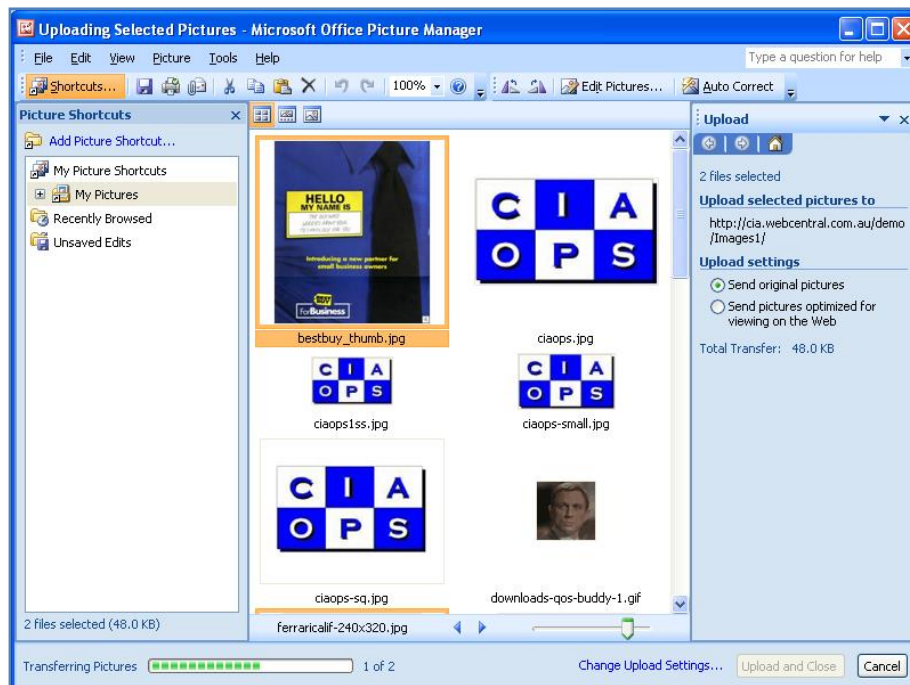 Uploading Selected Pictures - Microsoft Office Picture Manager
File Edit View Picture Tools Help
Type a question for help
Shortcuts...
100%
Edit Pictures...
Auto Correct
Picture Shortcuts
Add Picture Shortcut...
My Picture Shortcuts
My Pictures
Recently Browsed
Unsaved Edits
2 files selected (48.0 KB)
HELLO
MY NAME IS
Introducing a new partner for
small business owners
BEST BUY
forBusiness
bestbuy_thumb.jpg
C I A
O P S
ciaops.jpg
C I A
O P S
ciaops1ss.jpg
C I A
O P S
ciaops-small.jpg
C I A
O P S
ciaops-sq.jpg
downloads-qos-buddy-1.gif
ferraricalif-240x320.jpg
Upload
2 files selected
Upload selected pictures to
http://cia.webcentral.com.au/demo
/Images1/
Upload settings
Send original pictures
Send pictures optimized for
viewing on the Web
Total Transfer: 48.0 KB
Transferring Pictures
1 of 2
Change Upload Settings...
Upload and Close
Cancel